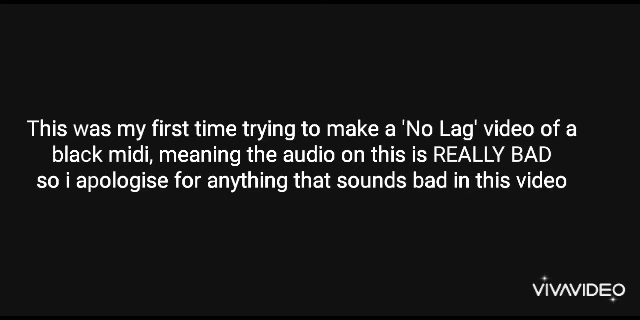 This was my first time trying to make a 'No Lag' video of a
black midi, meaning the audio on this is REALLY BAD
so i apologise for anything that sounds bad in this video
VIVAVIDEO